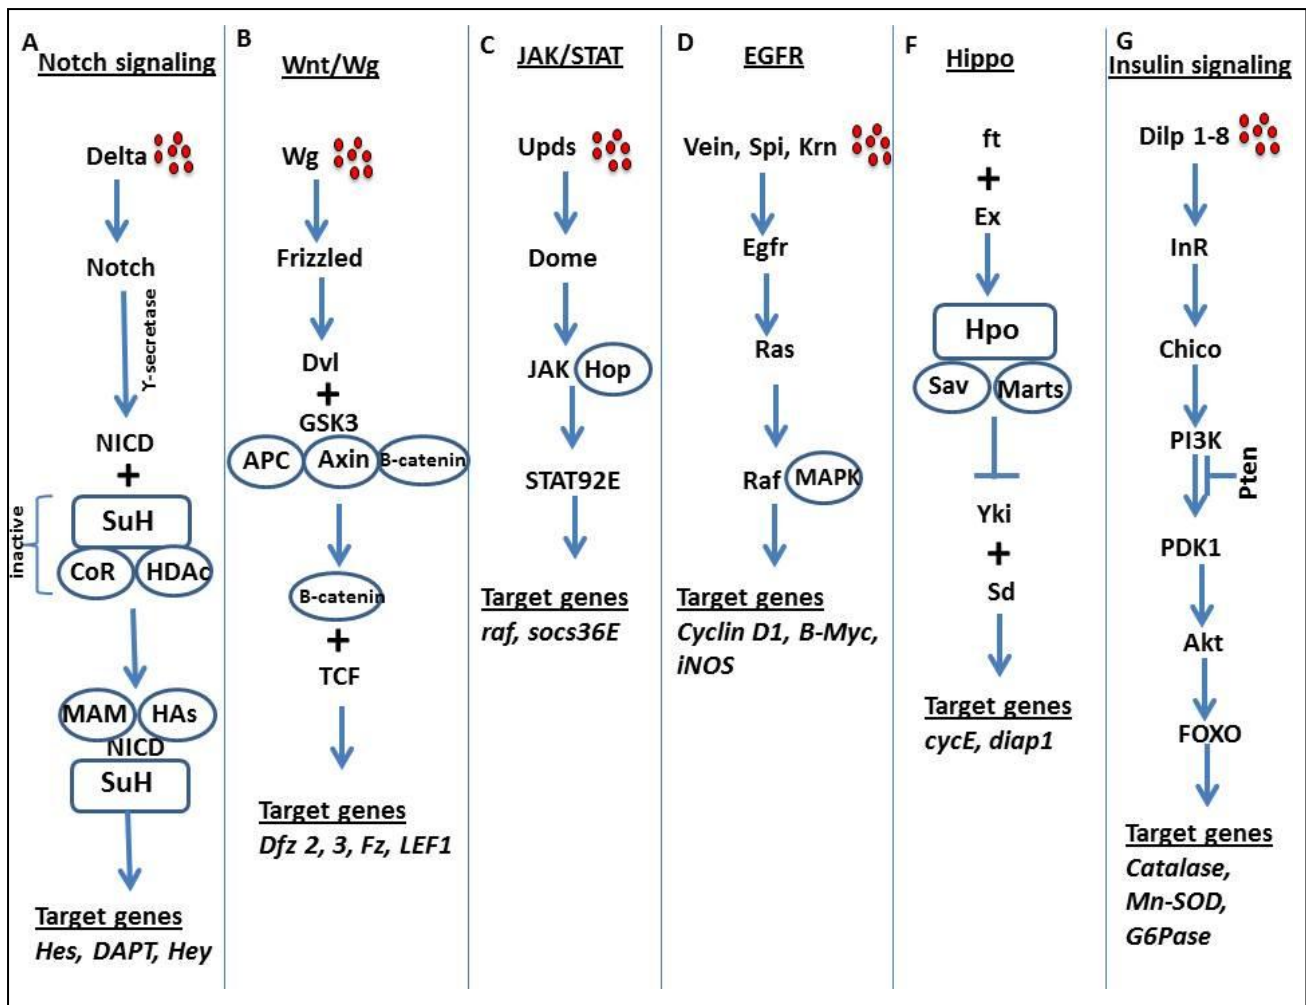 A
Notch signaling
Delta
Notch
Y-secretase
NICD
+
inactive
SuH
CoR
HDAc
MAM
HAs
NICD
SuH
Target genes
Hes, DAPT, Hey
B
Wnt/Wg
Wg
Frizzled
Dvl
+
GSK3
APC
Axin
B-catenin
B-catenin
+
TCF
Target genes
Dfz 2, 3, Fz, LEF1
C
JAK/STAT
Upds
Dome
JAK
Hop
STAT92E
Target genes
raf, socs36E
D
EGFR
Vein, Spi, Krn
Egfr
Ras
Raf
MAPK
Target genes
Cyclin D1, B-Myc,
iNOS
F
Hippo
ft
+
Ex
Hpo
Sav
Marts
Yki
+
Sd
Target genes
cycE, diap1
G
Insulin signaling
Dilp 1-8
InR
Chico
PI3K
Pten
PDK1
Akt
FOXO
Target genes
Catalase,
Mn-SOD,
G6Pase